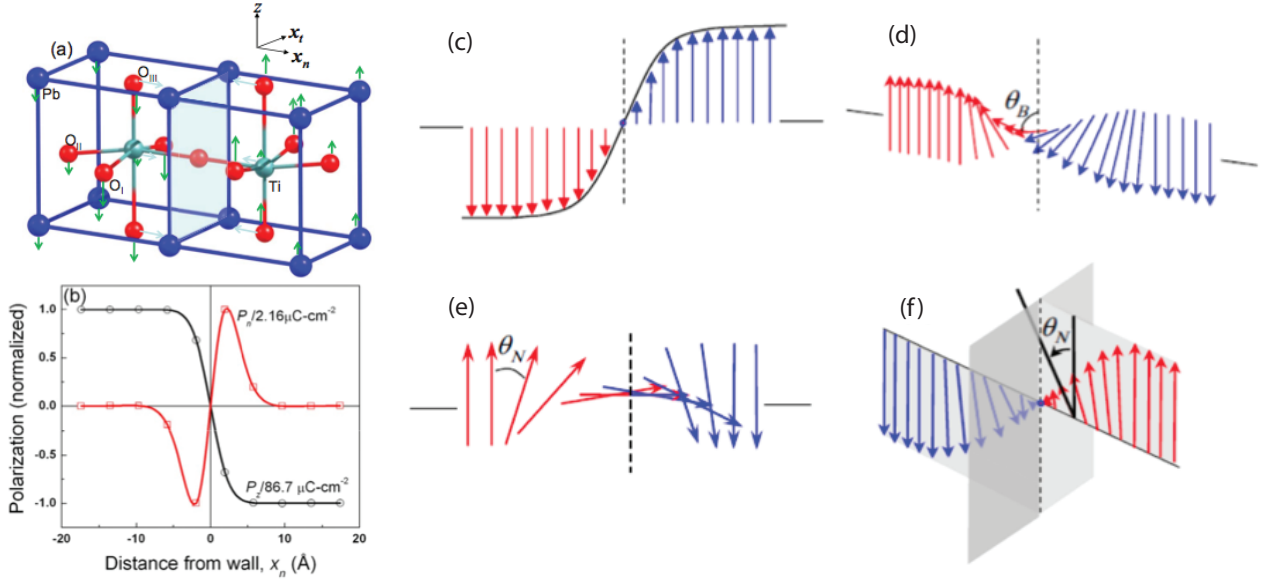 (a)
z
x_t
x_n
O_III
Pb
O_II
O_I
Ti
(b)
Polarization (normalized)
1.0
0.5
0.0
-0.5
-1.0
P_n/2.16μC-cm⁻²
P_z/86.7 μC-cm⁻²
-20
-10
0
10
20
Distance from wall, x_n (Å)
(c)
(d)
θ_B
(e)
θ_N
(f)
θ_N